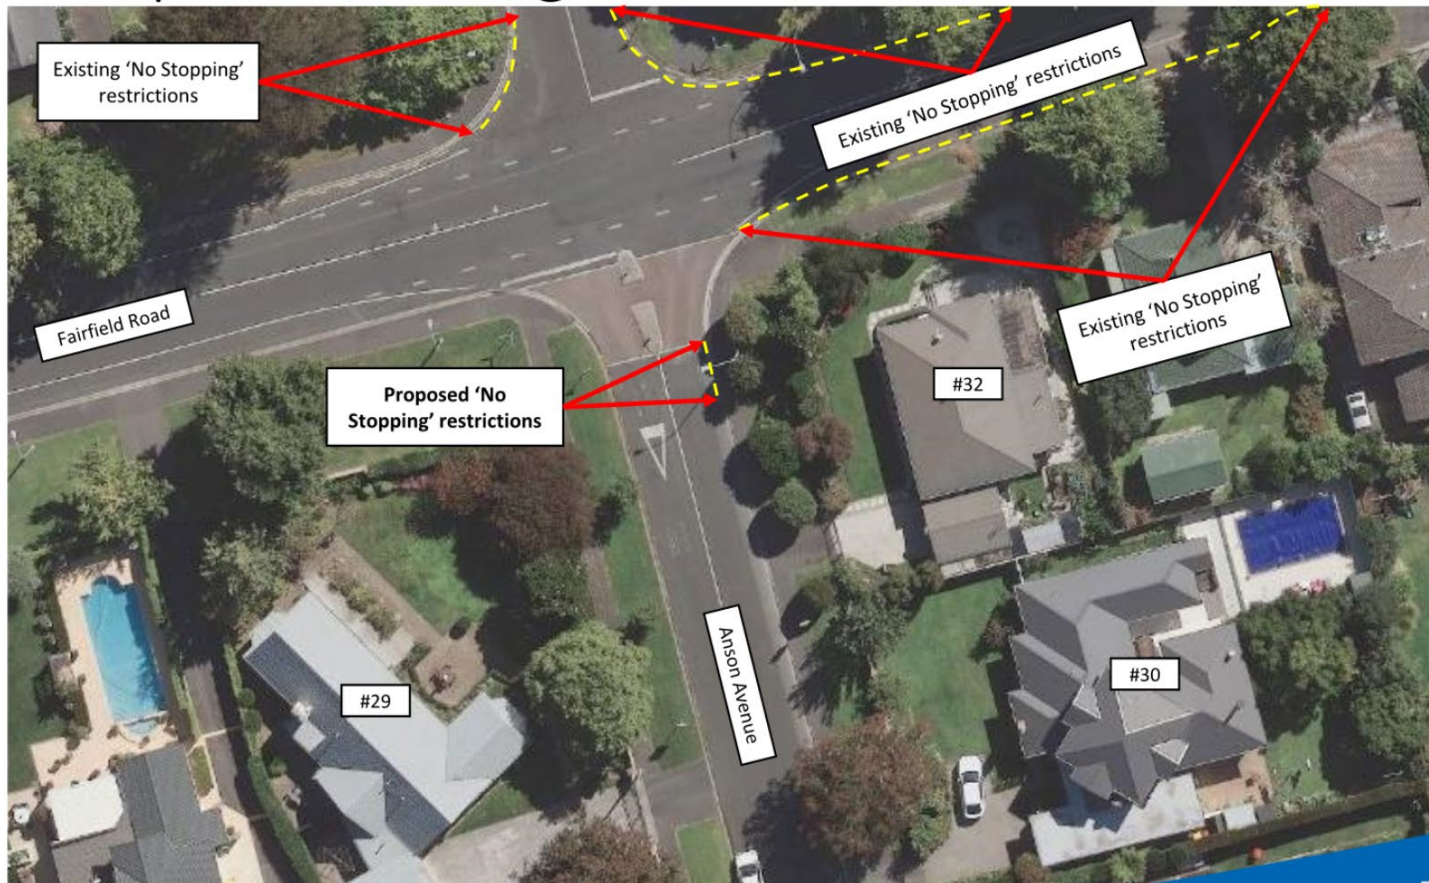 Existing ‘No Stopping’
restrictions
Existing ‘No Stopping’ restrictions
Existing ‘No Stopping’
restrictions
Fairfield Road
Proposed ‘No
Stopping’ restrictions
#32
#29
Anson Avenue
#30